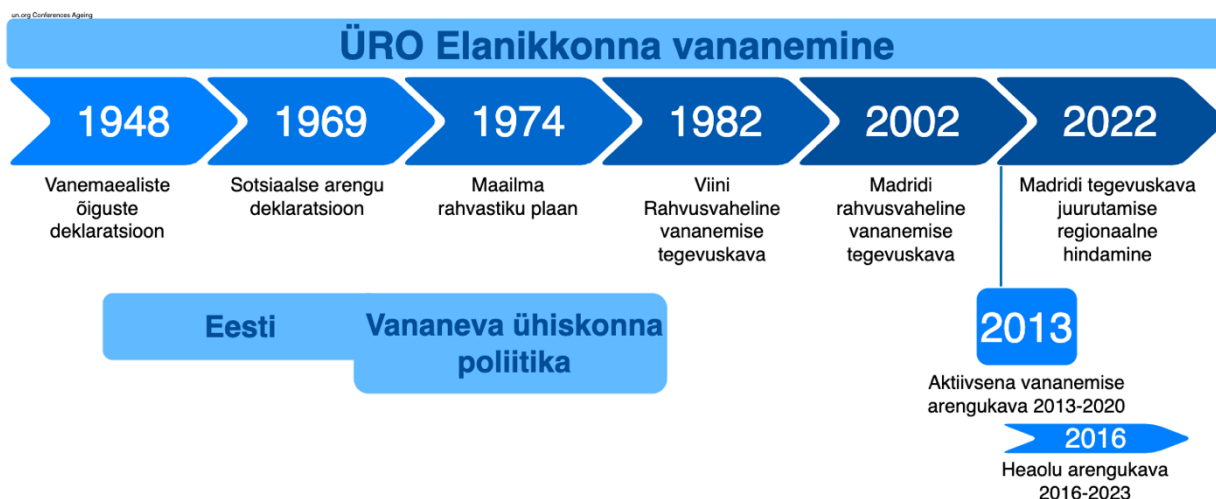 un.org Conferences Ageing
ÜRO Elanikkonna vananemine
1948
1969
1974
1982
2002
2022
Vanemaealiste
õiguste
deklaratsioon
Sotsiaalse arengu
deklaratsioon
Maailma
rahvastiku plaan
Viini
Rahvusvaheline
vananemise
tegevuskava
Madridi
rahvusvaheline
vananemise
tegevuskava
Madridi tegevuskava
juurutamise
regionaalne
hindamine
Eesti
Vananeva ühiskonna
poliitika
2013
Aktiivsena vananemise
arengukava 2013-2020
2016
Heaolu arengukava
2016-2023